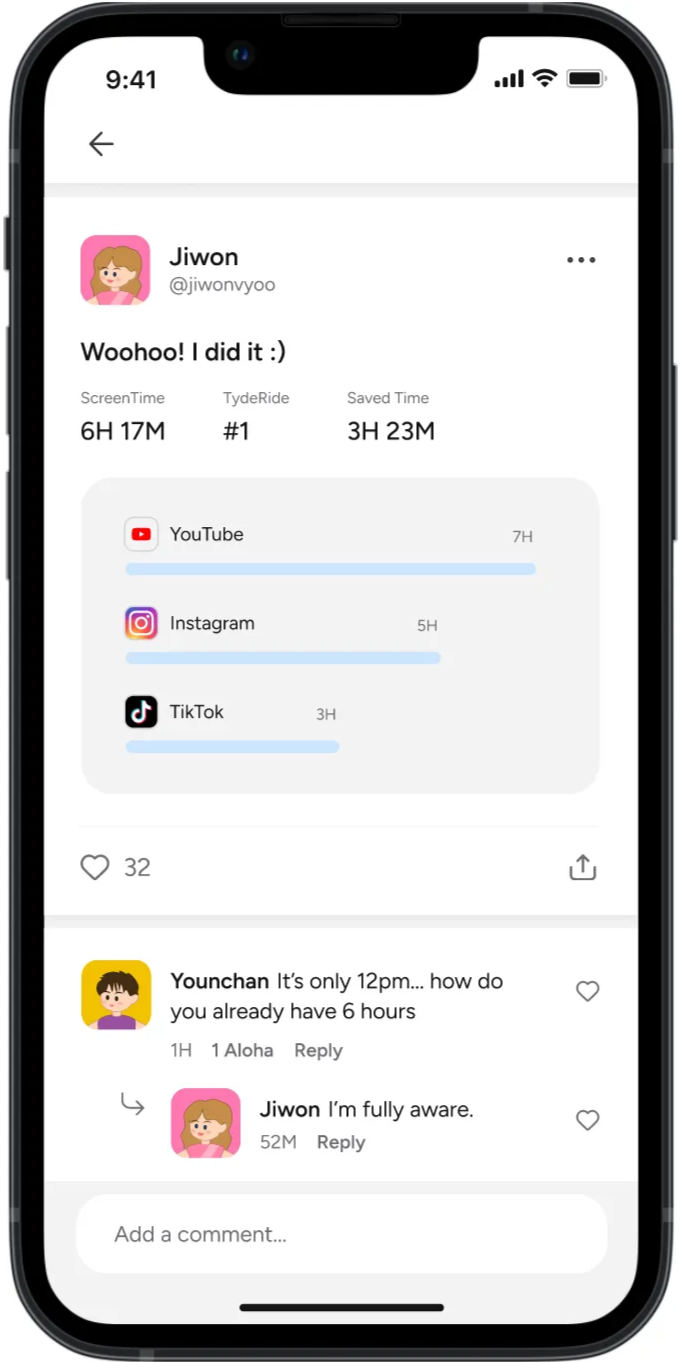 9:41
Jiwon
@jiwonvyoo
Woohoo! I did it :)
ScreenTime TydeRide Saved Time
6H 17M #1 3H 23M
YouTube 7H
Instagram 5H
TikTok 3H
32
Younchan It’s only 12pm... how do
you already have 6 hours
1H 1 Aloha Reply
Jiwon I’m fully aware.
52M Reply
Add a comment...